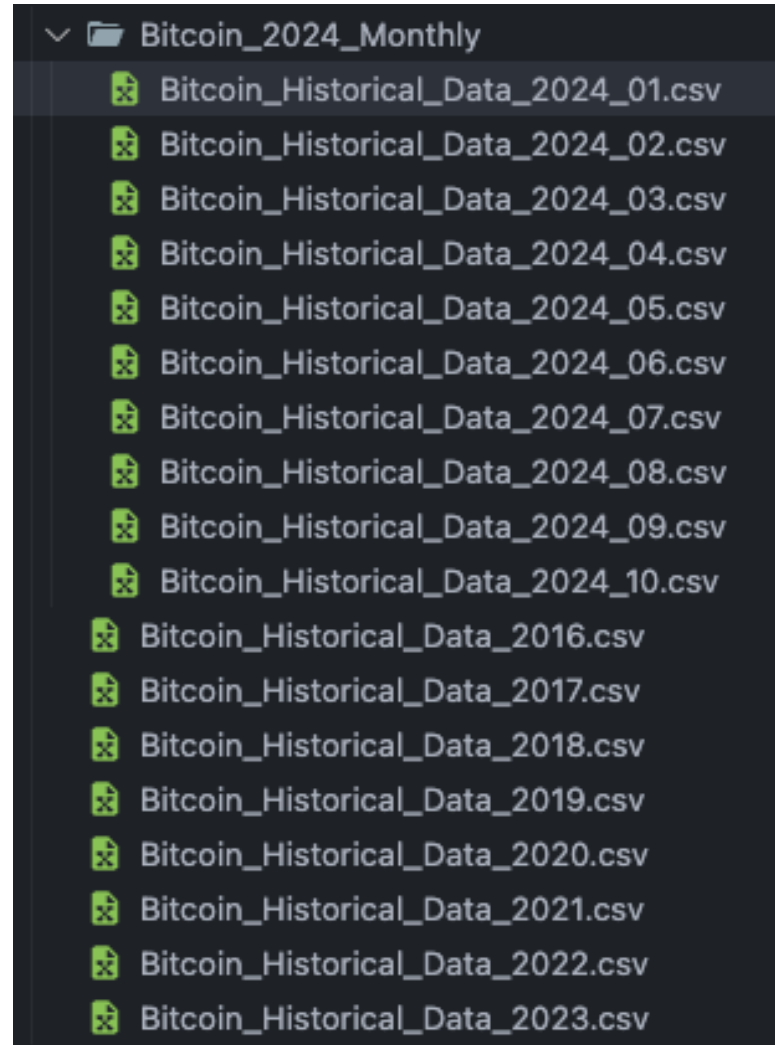 Bitcoin_2024_Monthly
Bitcoin_Historical_Data_2024_01.csv
Bitcoin_Historical_Data_2024_02.csv
Bitcoin_Historical_Data_2024_03.csv
Bitcoin_Historical_Data_2024_04.csv
Bitcoin_Historical_Data_2024_05.csv
Bitcoin_Historical_Data_2024_06.csv
Bitcoin_Historical_Data_2024_07.csv
Bitcoin_Historical_Data_2024_08.csv
Bitcoin_Historical_Data_2024_09.csv
Bitcoin_Historical_Data_2024_10.csv
Bitcoin_Historical_Data_2016.csv
Bitcoin_Historical_Data_2017.csv
Bitcoin_Historical_Data_2018.csv
Bitcoin_Historical_Data_2019.csv
Bitcoin_Historical_Data_2020.csv
Bitcoin_Historical_Data_2021.csv
Bitcoin_Historical_Data_2022.csv
Bitcoin_Historical_Data_2023.csv